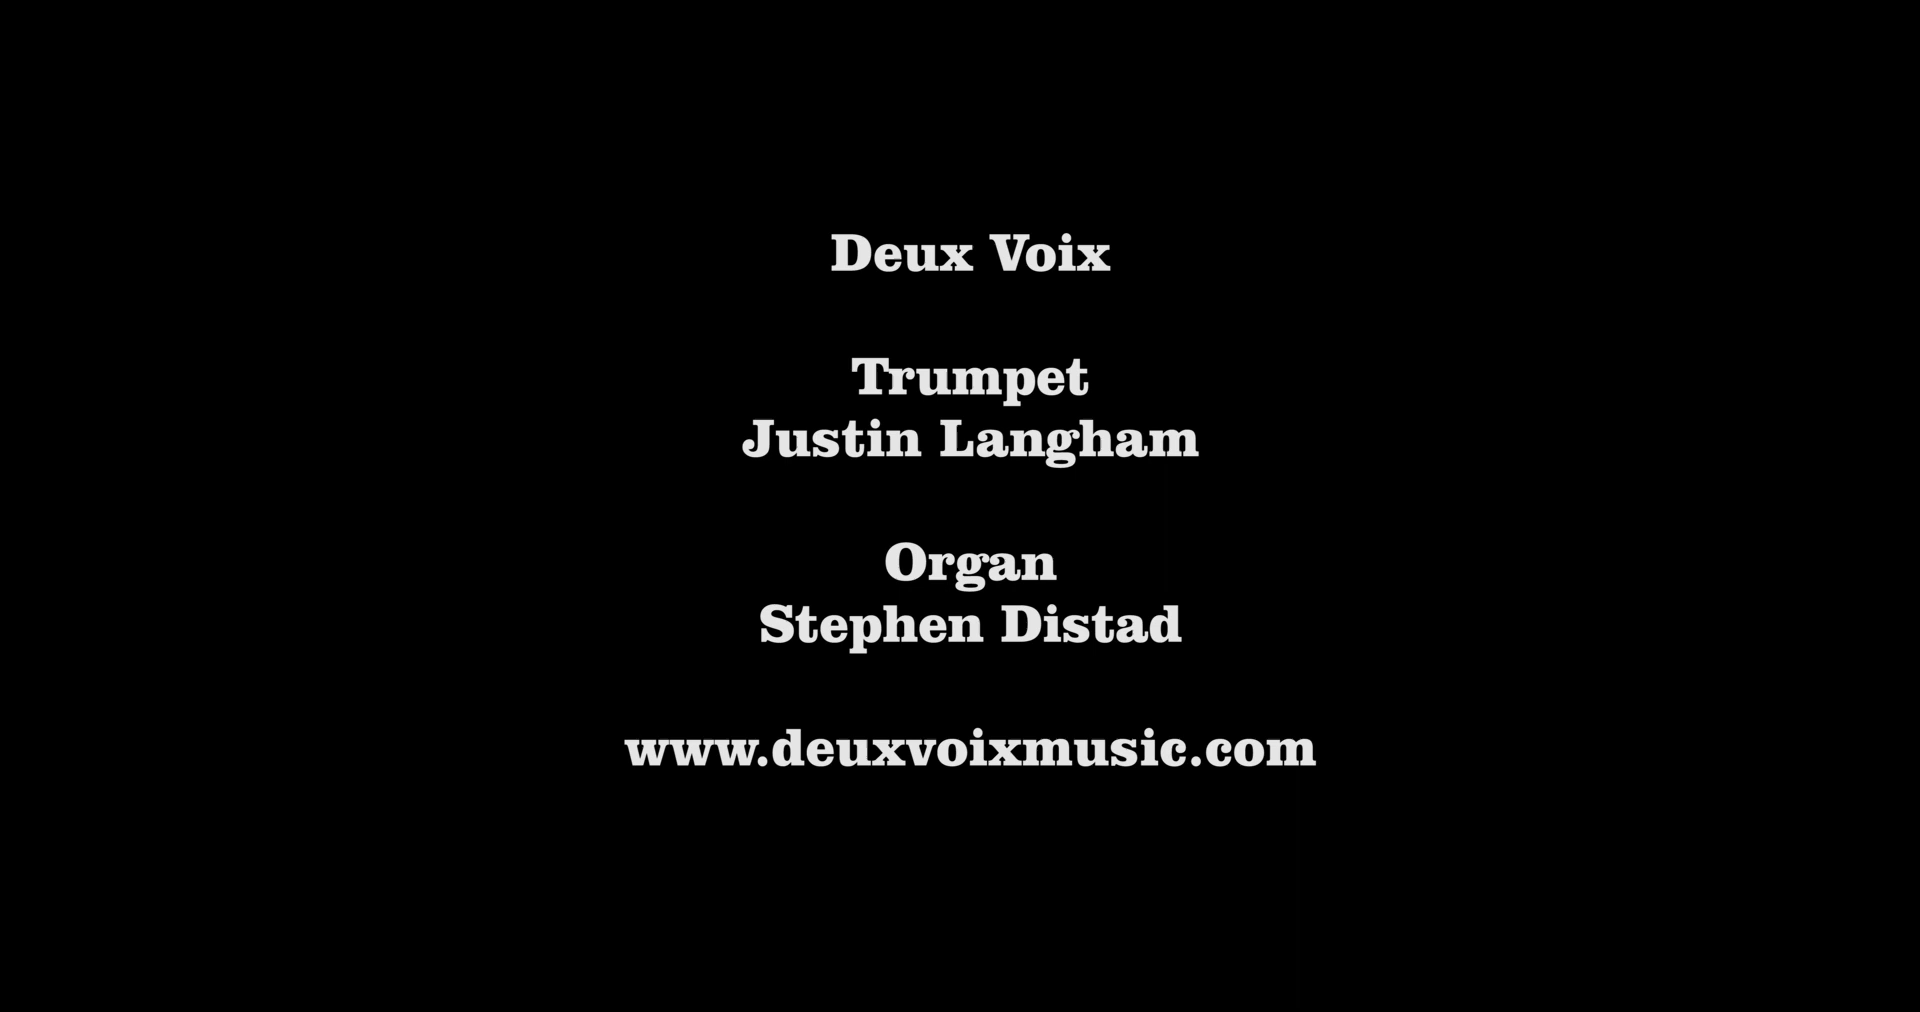 Deux Voix
Trumpet
Justin Langham
Organ
Stephen Distad
www.deuxvoixmusic.com